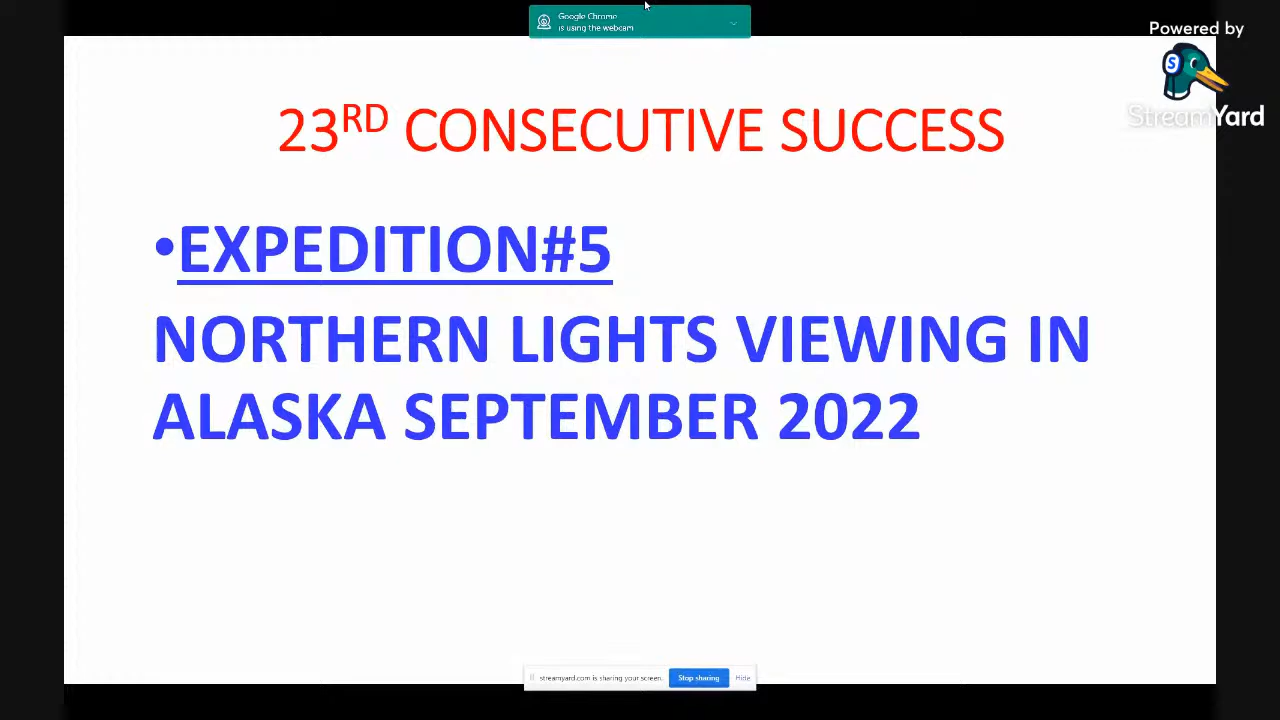 Google Chrome
is using the webcam
Powered by
S
StreamYard
23RD CONSECUTIVE SUCCESS
•EXPEDITION#5
NORTHERN LIGHTS VIEWING IN
ALASKA SEPTEMBER 2022
streamyard.com is sharing your screen. Stop sharing Hide